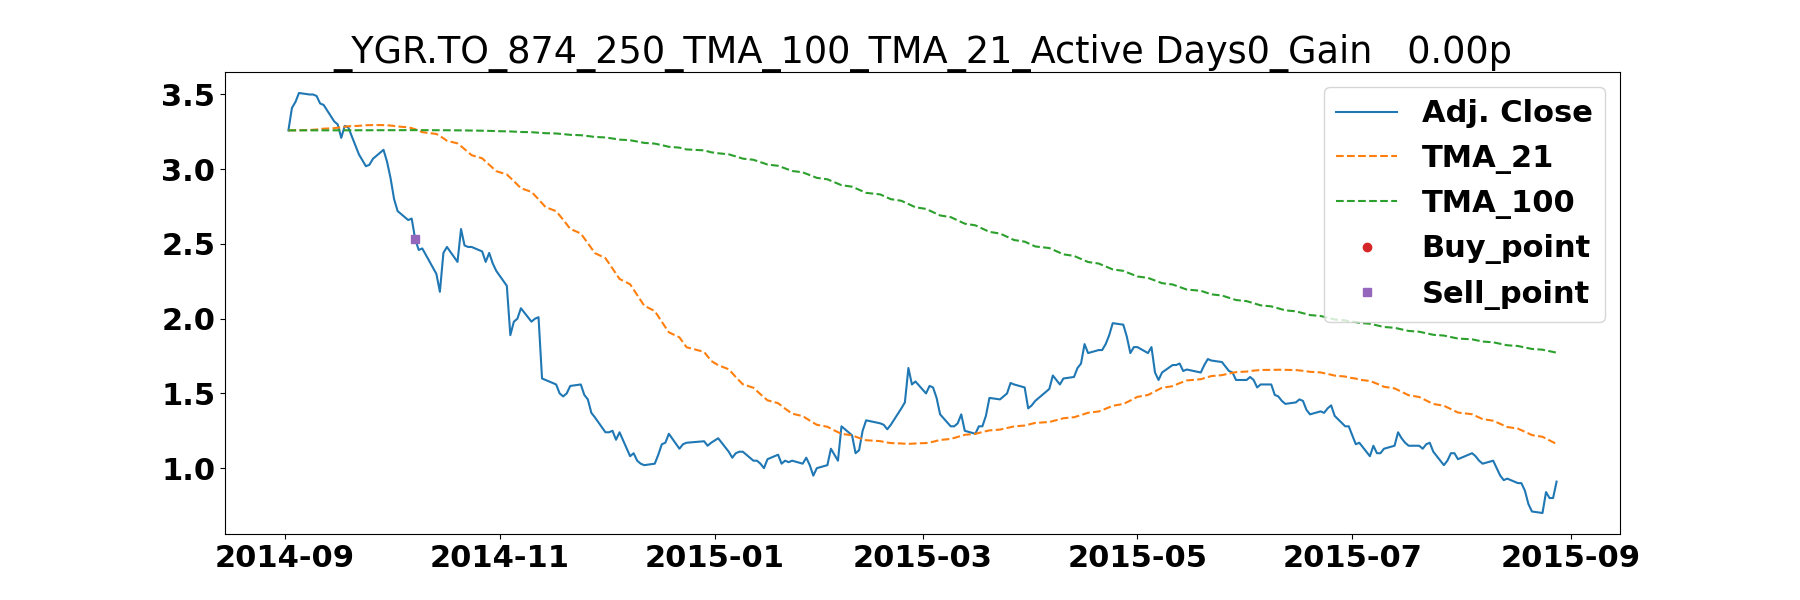 _YGR.TO_874_250_TMA_100_TMA_21_Active Days0_Gain   0.00p
3.5
3.0
2.5
2.0
1.5
1.0
Adj. Close
TMA_21
TMA_100
Buy_point
Sell_point
2014-09 2014-11 2015-01 2015-03 2015-05 2015-07 2015-09